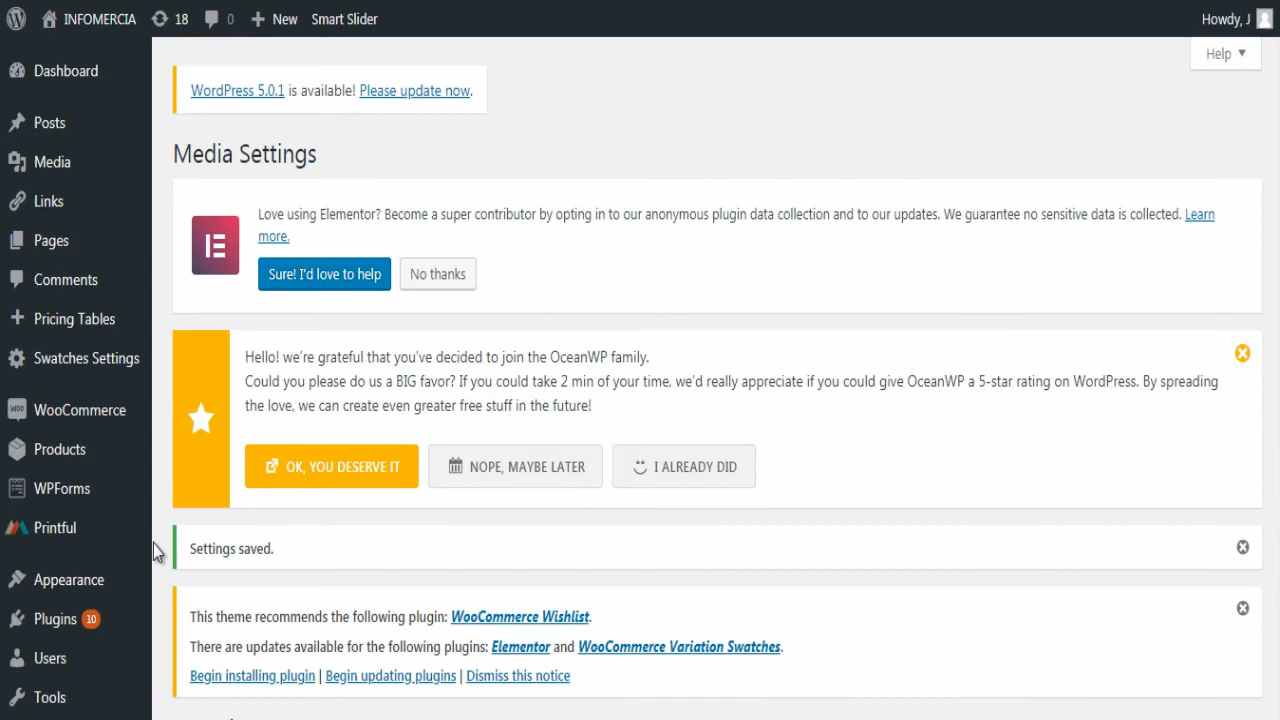 INFOMERCIA 18 0 New Smart Slider Howdy, J
Help
Dashboard
Posts
Media
Links
Pages
Comments
Pricing Tables
Swatches Settings
WooCommerce
Products
WPForms
Printful
Appearance
Plugins 10
Users
Tools
WordPress 5.0.1 is available! Please update now.
Media Settings
Love using Elementor? Become a super contributor by opting in to our anonymous plugin data collection and to our updates. We guarantee no sensitive data is collected. Learn
more.
Sure! I'd love to help No thanks
Hello! we're grateful that you've decided to join the OceanWP family.
Could you please do us a BIG favor? If you could take 2 min of your time, we'd really appreciate if you could give OceanWP a 5-star rating on WordPress. By spreading
the love, we can create even greater free stuff in the future!
OK, YOU DESERVE IT NOPE, MAYBE LATER I ALREADY DID
Settings saved.
This theme recommends the following plugin: WooCommerce Wishlist.
There are updates available for the following plugins: Elementor and WooCommerce Variation Swatches.
Begin installing plugin | Begin updating plugins | Dismiss this notice